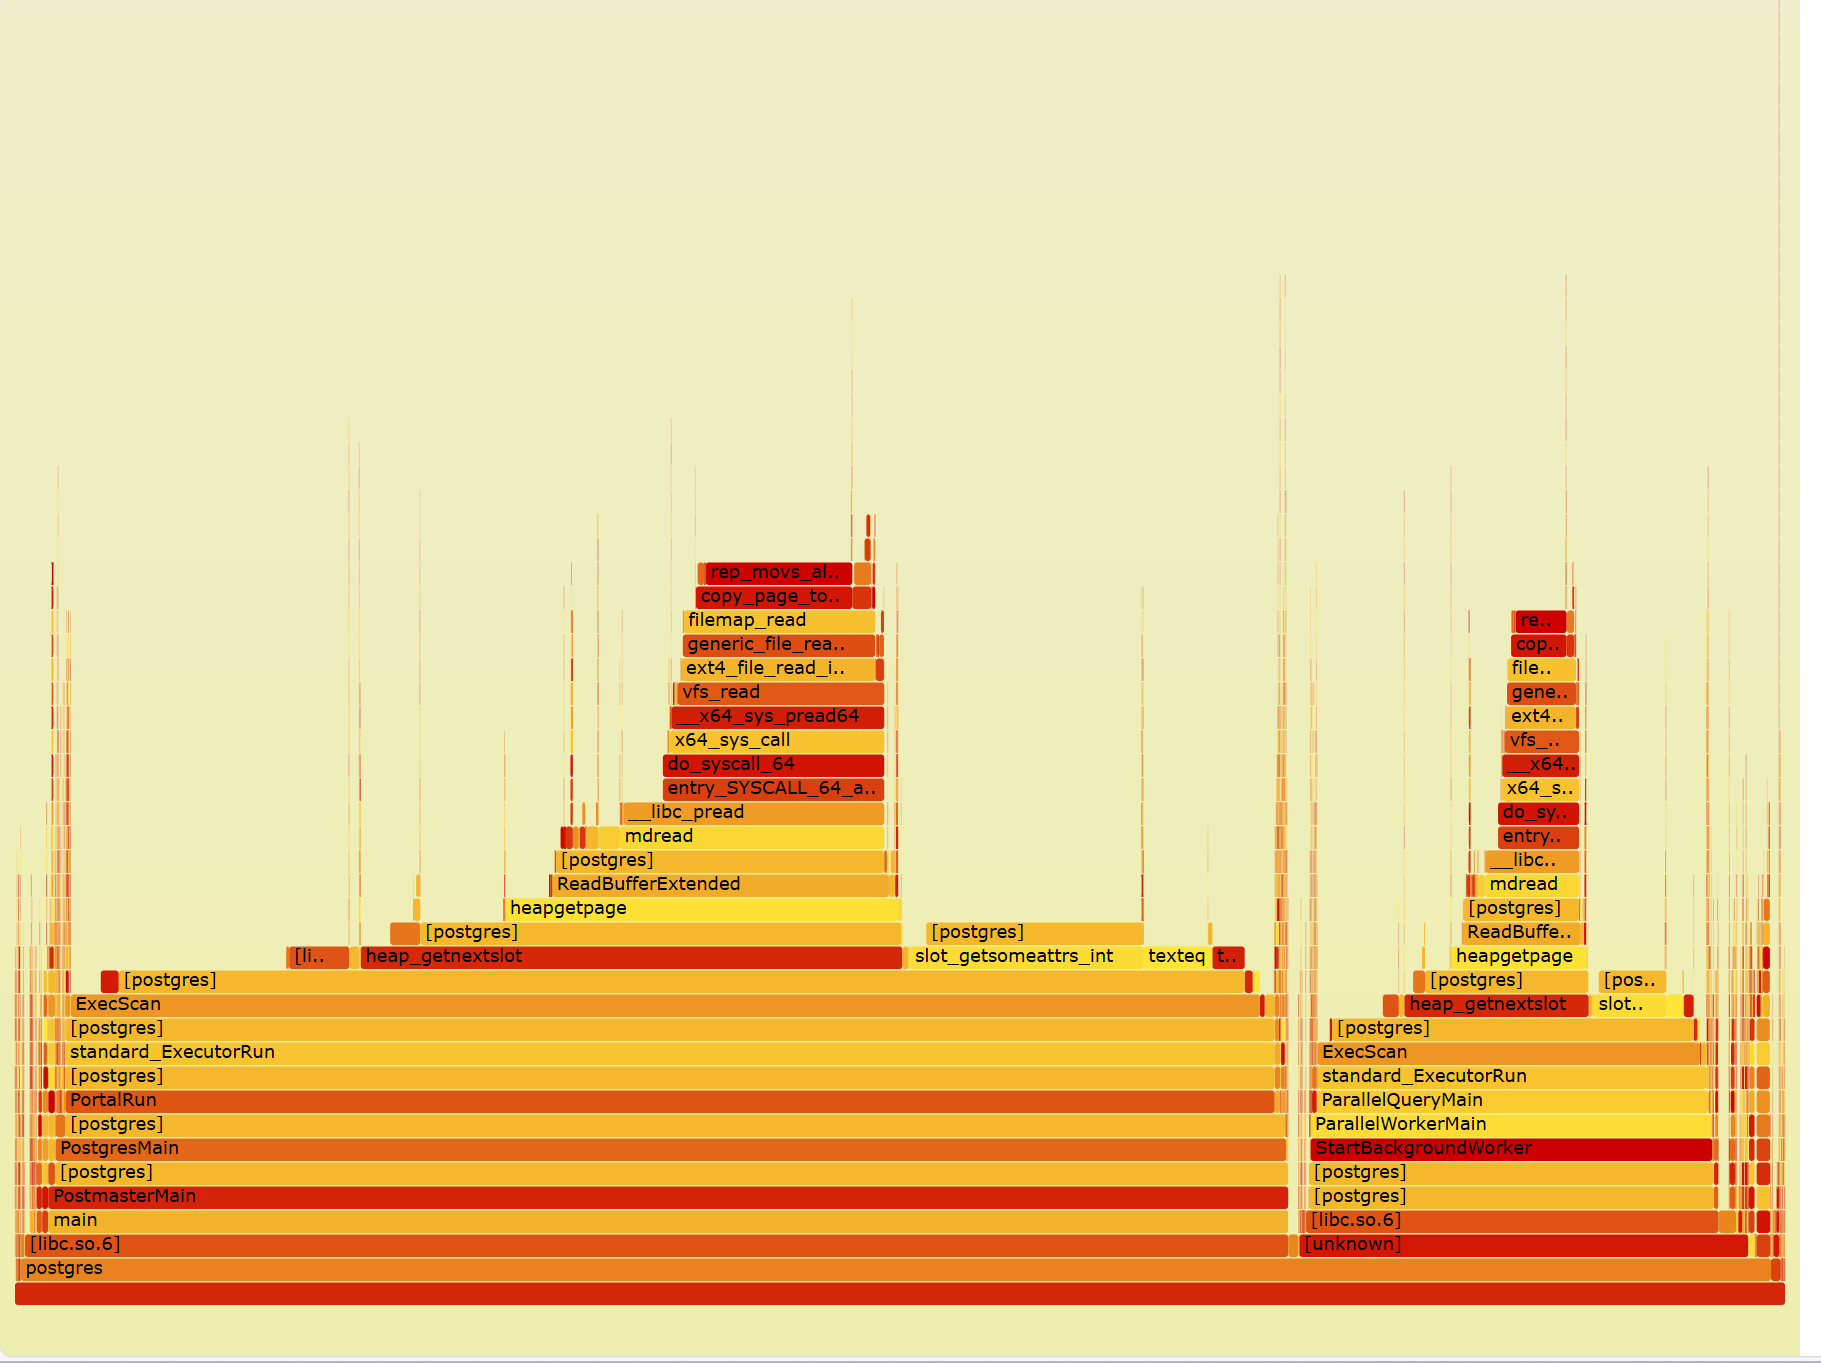 rep_movs_al..
copy_page_to..
filemap_read re..
generic_file_rea.. cop..
ext4_file_read_i.. file..
vfs_read gene..
__x64_sys_pread64 ext4..
x64_sys_call vfs_..
do_syscall_64 __x64..
entry_SYSCALL_64_a.. x64_s..
__libc_pread do_sy..
mdread entry..
[postgres] __libc..
ReadBufferExtended mdread
heapgetpage [postgres]
[postgres] [postgres] ReadBuffe..
[li.. heap_getnextslot slot_getsomeattrs_int texteq t.. heapgetpage
[postgres] [postgres] [pos..
ExecScan heap_getnextslot slot..
[postgres] [postgres]
standard_ExecutorRun ExecScan
[postgres] standard_ExecutorRun
PortalRun ParallelQueryMain
[postgres] ParallelWorkerMain
PostgresMain StartBackgroundWorker
[postgres] [postgres]
PostmasterMain [postgres]
main [libc.so.6]
[libc.so.6] [unknown]
postgres